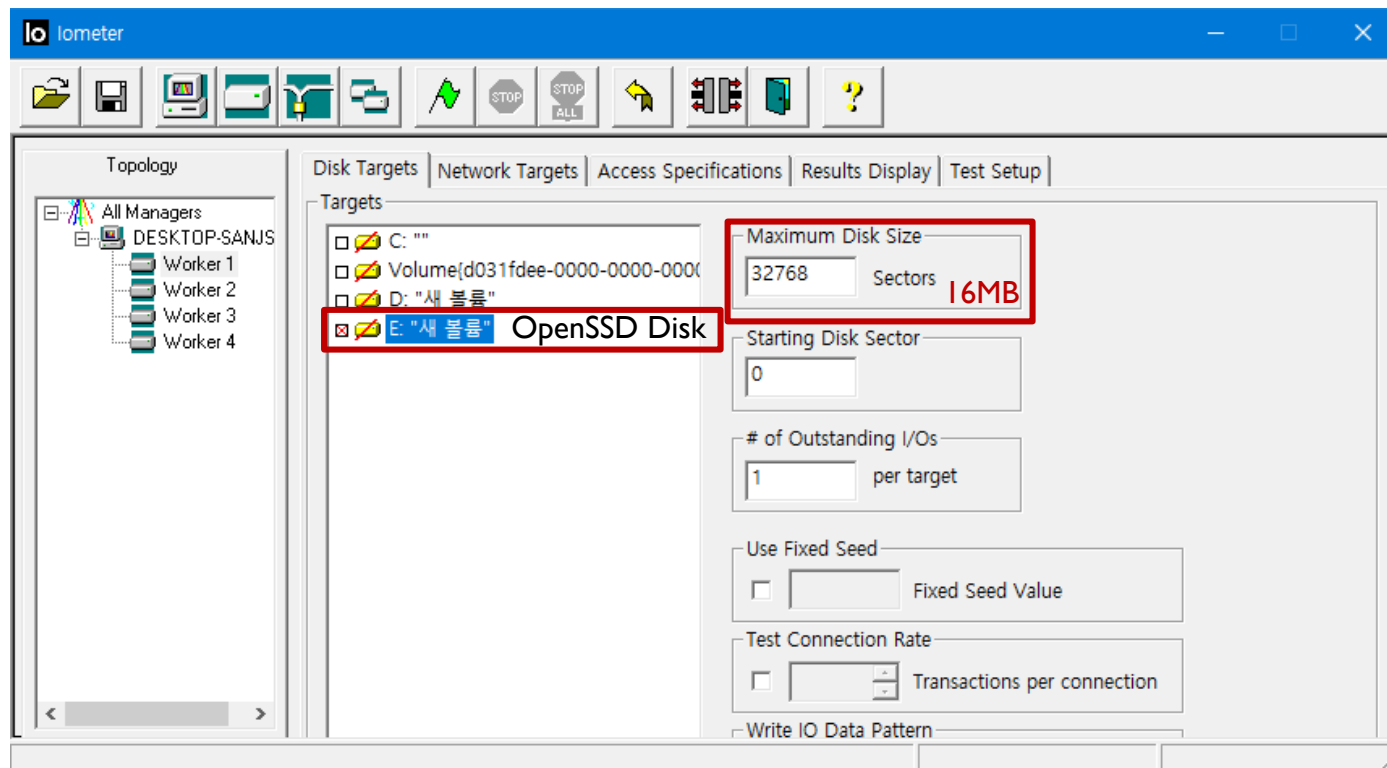 Io Iometer
STOP
STOP ALL
?
Topology
Disk Targets Network Targets Access Specifications Results Display Test Setup
All Managers
DESKTOP-SANJS
Worker 1
Worker 2
Worker 3
Worker 4
Targets
C: ""
Volume{d031fdee-0000-0000-000(
D: "새 볼륨"
E: "새 볼륨" OpenSSD Disk
Maximum Disk Size
32768 Sectors 16MB
Starting Disk Sector
0
# of Outstanding I/Os
1 per target
Use Fixed Seed
Fixed Seed Value
Test Connection Rate
Transactions per connection
Write IO Data Pattern